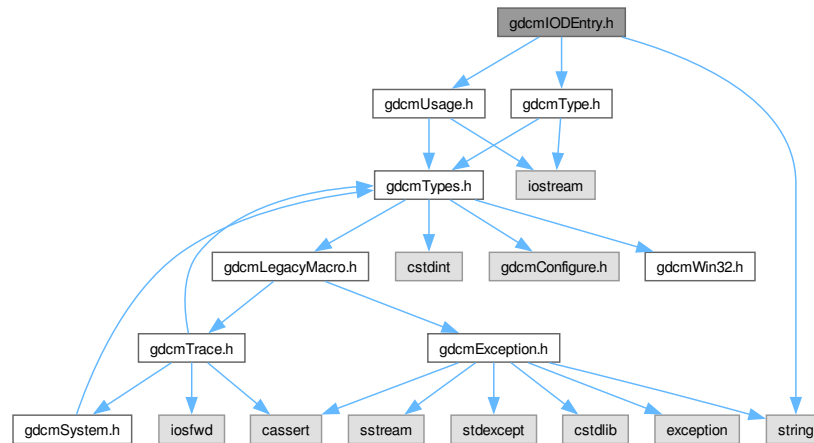 gdcmIODEntry.h
gdcmUsage.h
gdcmType.h
gdcmTypes.h
iostream
gdcmLegacyMacro.h
cstdint
gdcmConfigure.h
gdcmWin32.h
gdcmTrace.h
gdcmException.h
gdcmSystem.h
iosfwd
cassert
sstream
stdexcept
cstdlib
exception
string